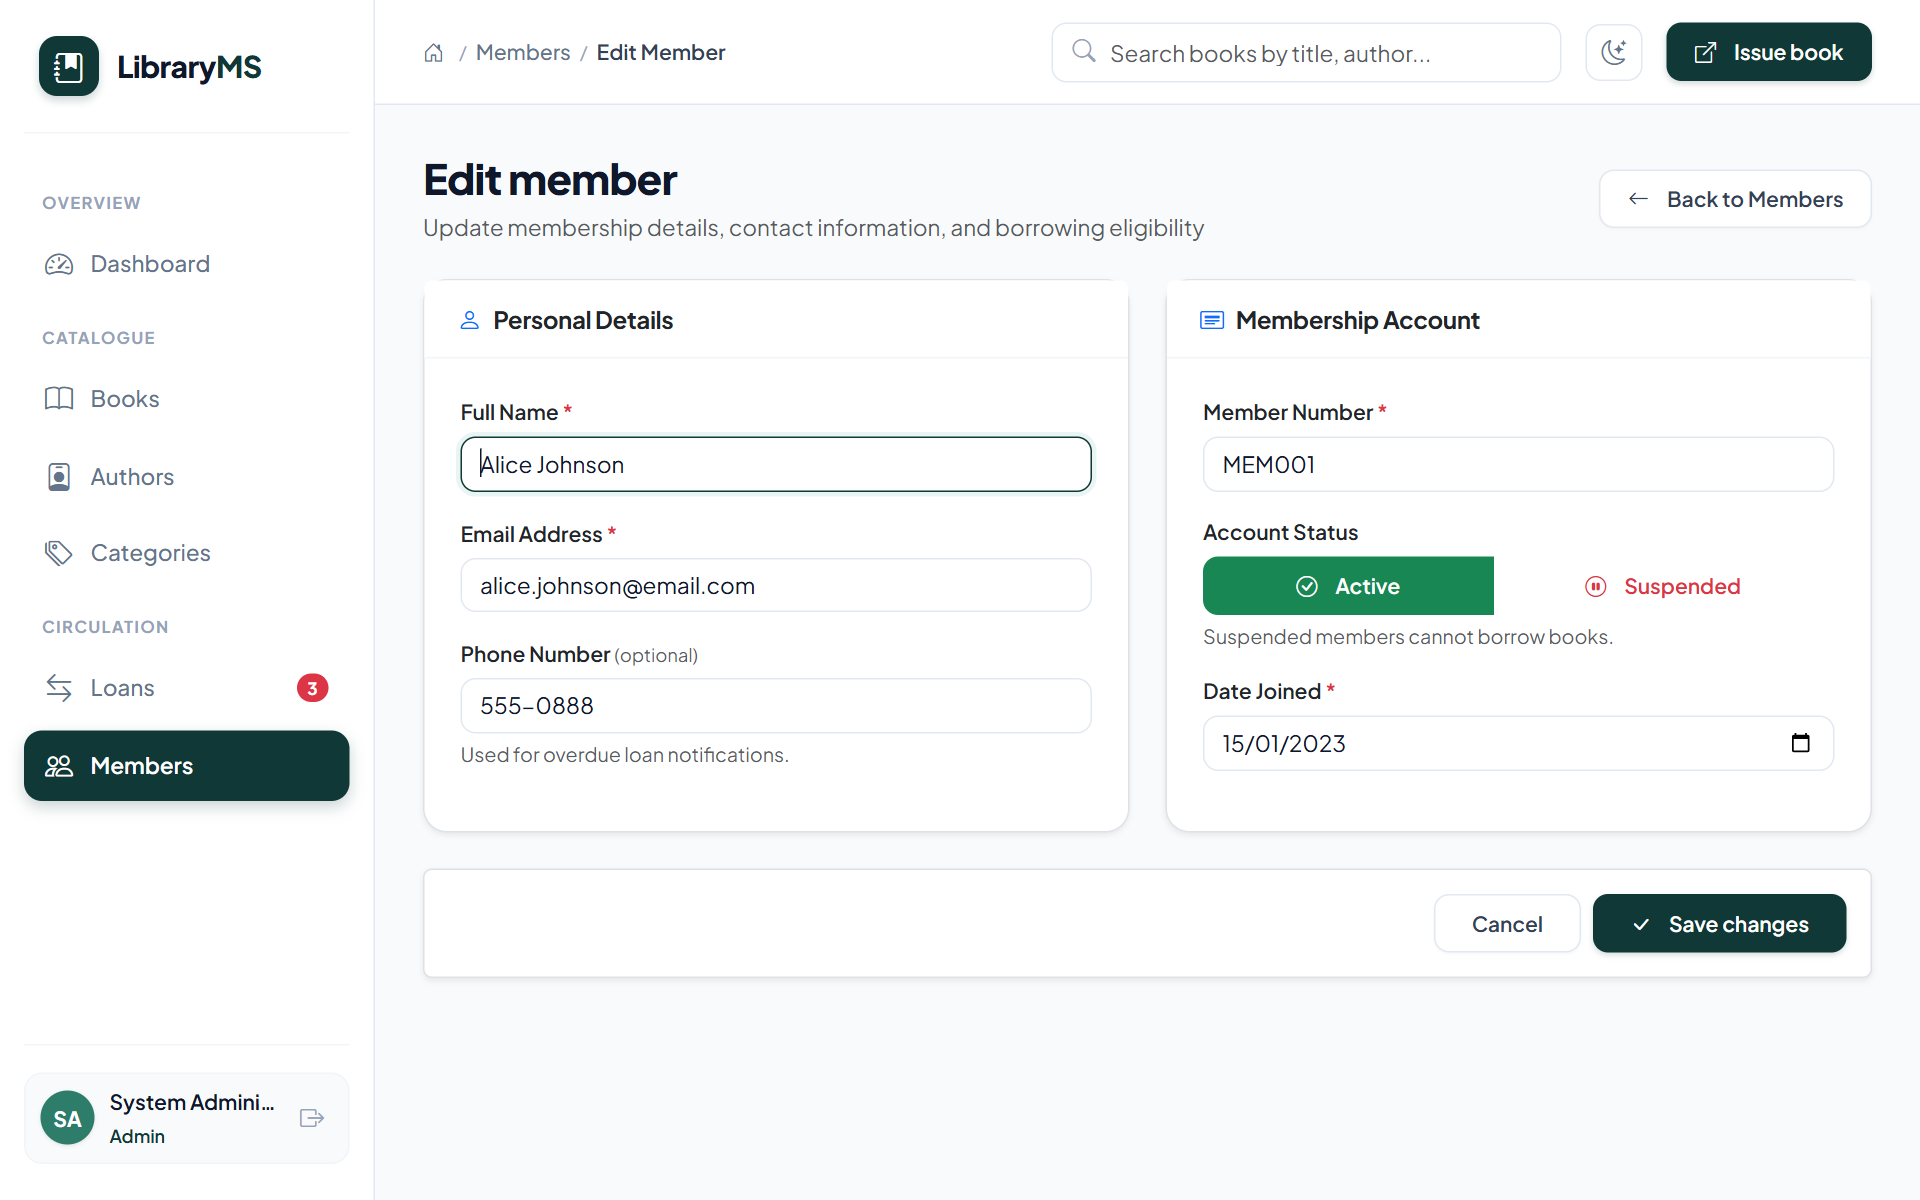 LibraryMS
OVERVIEW
Dashboard
CATALOGUE
Books
Authors
Categories
CIRCULATION
Loans 3
Members
SA
System Admini...
Admin
/ Members / Edit Member
Search books by title, author...
Issue book
Edit member
Update membership details, contact information, and borrowing eligibility
Back to Members
Personal Details
Full Name *
Alice Johnson
Email Address *
alice.johnson@email.com
Phone Number (optional)
555-0888
Used for overdue loan notifications.
Membership Account
Member Number *
MEM001
Account Status
Active Suspended
Suspended members cannot borrow books.
Date Joined *
15/01/2023
Cancel Save changes